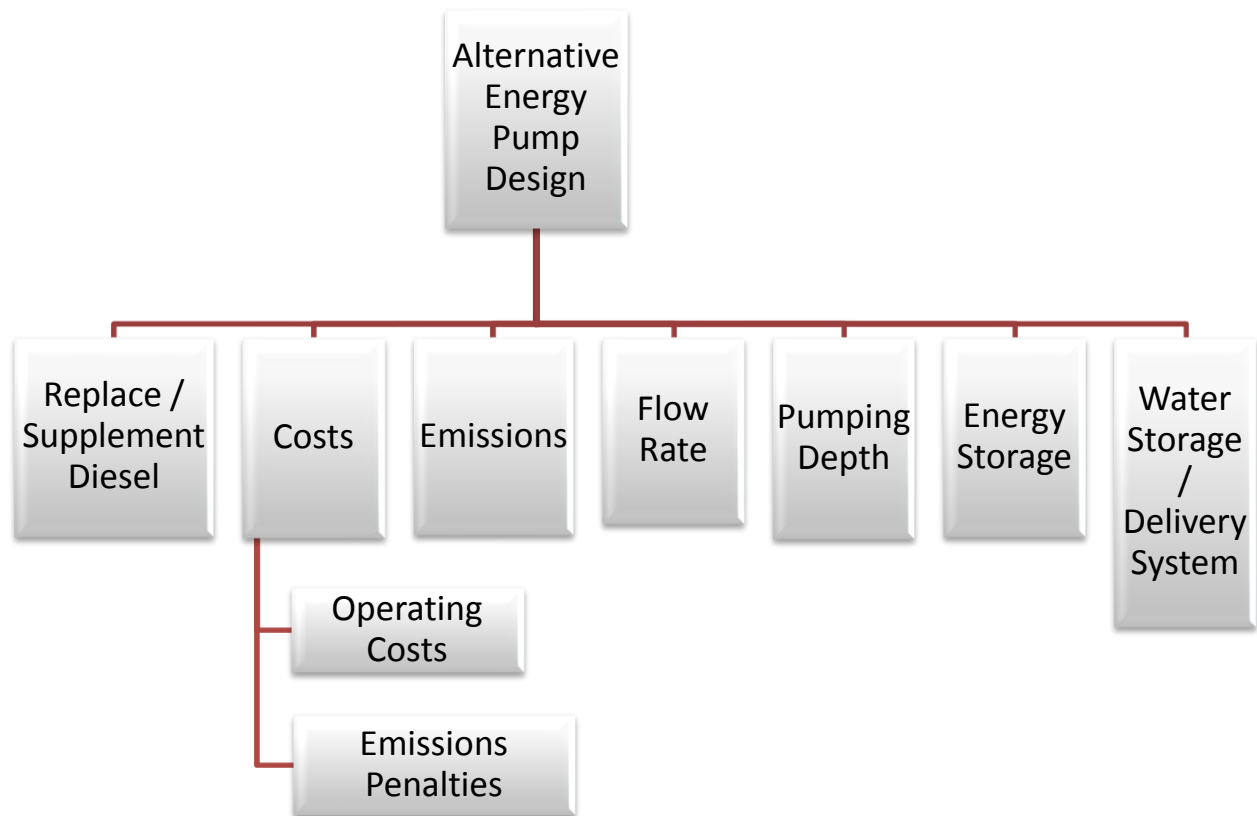 Alternative
Energy
Pump
Design
Replace /
Supplement
Diesel
Costs
Emissions
Flow
Rate
Pumping
Depth
Energy
Storage
Water
Storage
/
Delivery
System
Operating
Costs
Emissions
Penalties